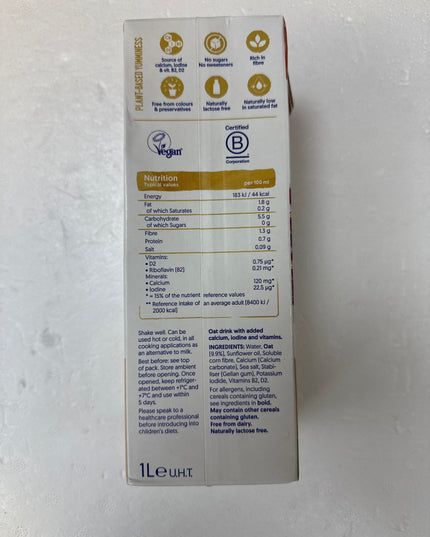 PLANT-BASED YUMMINESS
Source of
calcium, iodine
& vit. B2, D2
No sugars
No sweeteners
Rich in
fibre
Free from colours
& preservatives
Naturally
lactose free
Naturally low
in saturated fat
Vegan
Certified
B
Corporation
Nutrition
Typical values per 100 ml
Energy 183 kJ / 44 kcal
Fat 1.8 g
of which Saturates 0.2 g
Carbohydrate 5.5 g
of which Sugars 0 g
Fibre 1.3 g
Protein 0.7 g
Salt 0.09 g
Vitamins:
• D2 0.75 µg*
• Riboflavin (B2) 0.21 mg*
Minerals:
• Calcium 120 mg*
• Iodine 22,5 µg*
* = 15% of the nutrient reference values
** Reference intake of an average adult (8400 kJ /
2000 kcal)
Shake well. Can be
used hot or cold, in all
cooking applications as
an alternative to milk.
Best before: see top
of pack. Store ambient
before opening. Once
opened, keep refriger-
ated between +1°C and
+7°C and use within
5 days.
Please speak to a
healthcare professional
before introducing into
children's diets.
Oat drink with added
calcium, iodine and vitamins.
INGREDIENTS: Water, Oat
(9.9%), Sunflower oil, Soluble
corn fibre, Calcium (Calcium
carbonate), Sea salt, Stabi-
liser (Gellan gum), Potassium
iodide, Vitamins B2, D2.
For allergens, including
cereals containing gluten,
see ingredients in bold.
May contain other cereals
containing gluten.
Free from dairy.
Naturally lactose free.
1L e U.H.T.